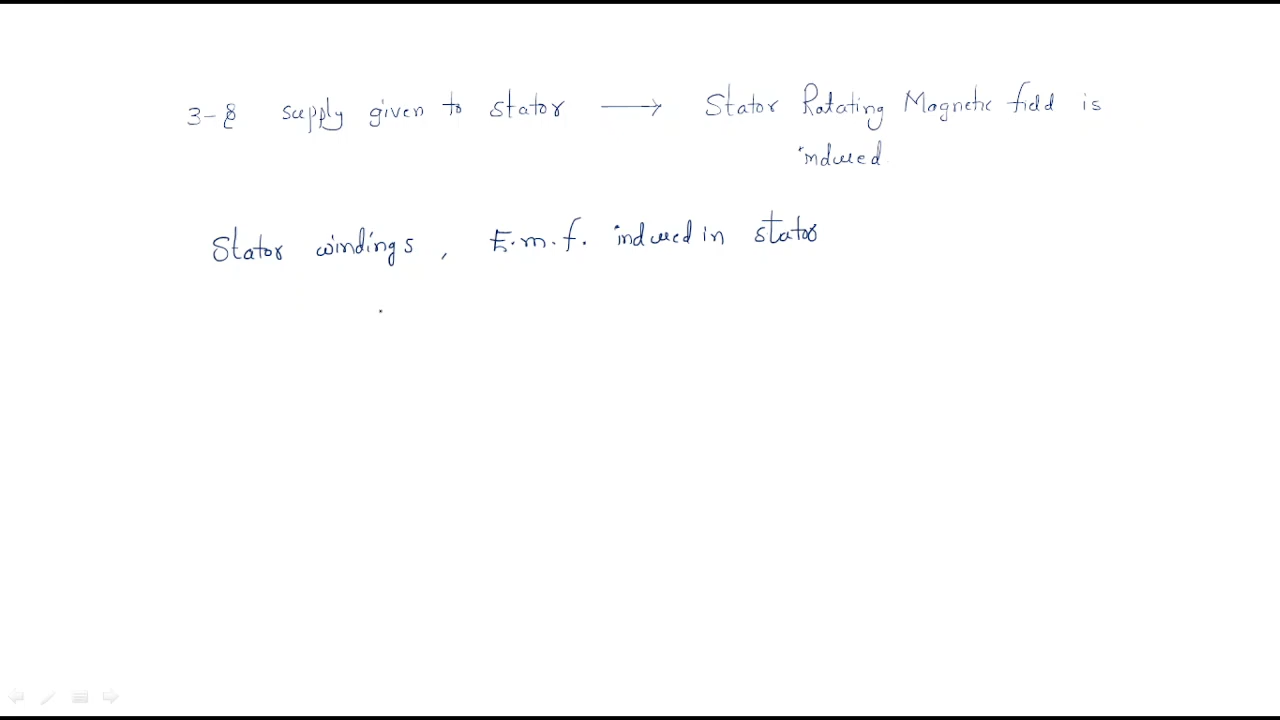 3-φ supply given to stator ⟶ Stator Rotating Magnetic field is
induced
Stator windings, E.m.f. induced in stator